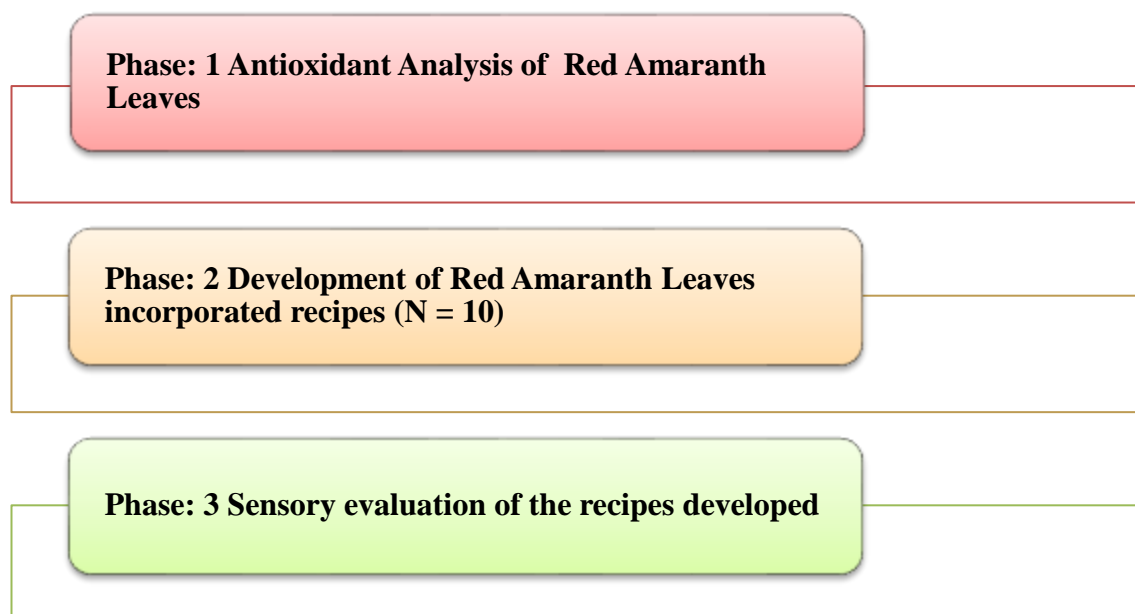 Phase: 1 Antioxidant Analysis of Red Amaranth
Leaves
Phase: 2 Development of Red Amaranth Leaves
incorporated recipes (N = 10)
Phase: 3 Sensory evaluation of the recipes developed